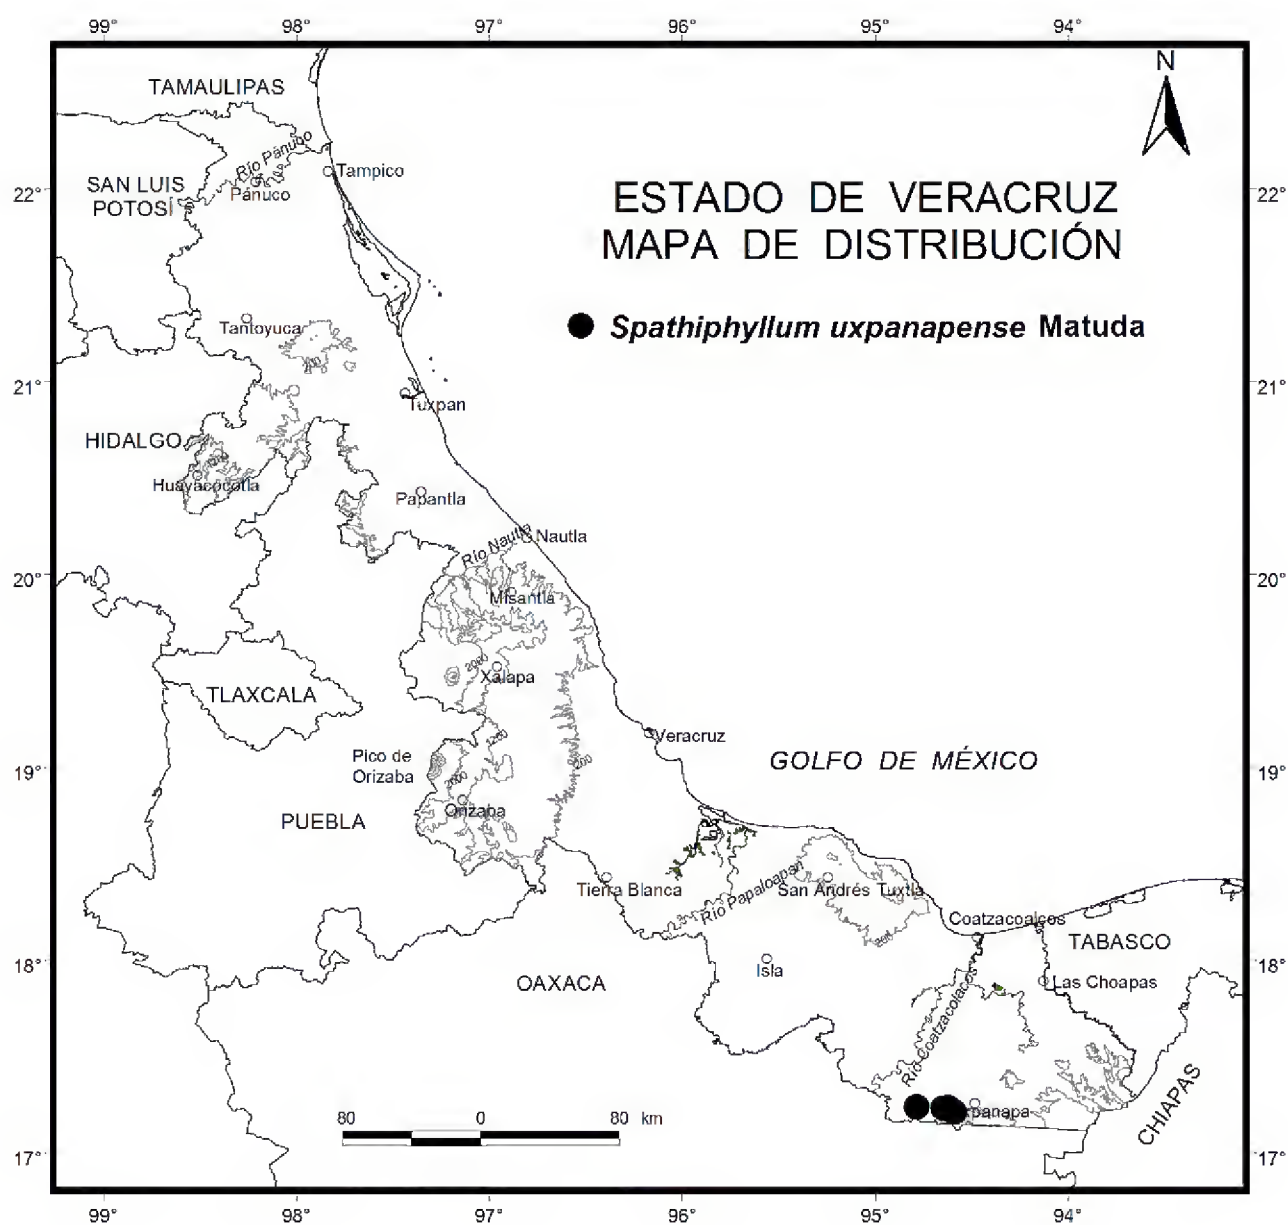 99° 98° 97° 96° 95° 94°
N
TAMAULIPAS
Río Pánuco
Tampico
SAN LUIS
POTOSÍ
Pánuco
22° 22°
ESTADO DE VERACRUZ
MAPA DE DISTRIBUCIÓN
Tantoyuca
Spathiphyllum uxpanapense Matuda
21° 21°
Tuxpan
HIDALGO
Huayacocotla
Papantla
Río Nautla
Nautla
20° 20°
Misantla
2000
Xalapa
TLAXCALA
Veracruz
Pico de
Orizaba
GOLFO DE MÉXICO
19° 19°
Orizaba
PUEBLA
Tierra Blanca
Río Papaloapan
San Andrés Tuxtla
Coatzacoalcos
TABASCO
18° 18°
Isla
OAXACA
Las Choapas
Río Coatzacoalcos
CHIAPAS
panapa
80 0 80 km
17° 17°
99° 98° 97° 96° 95° 94°